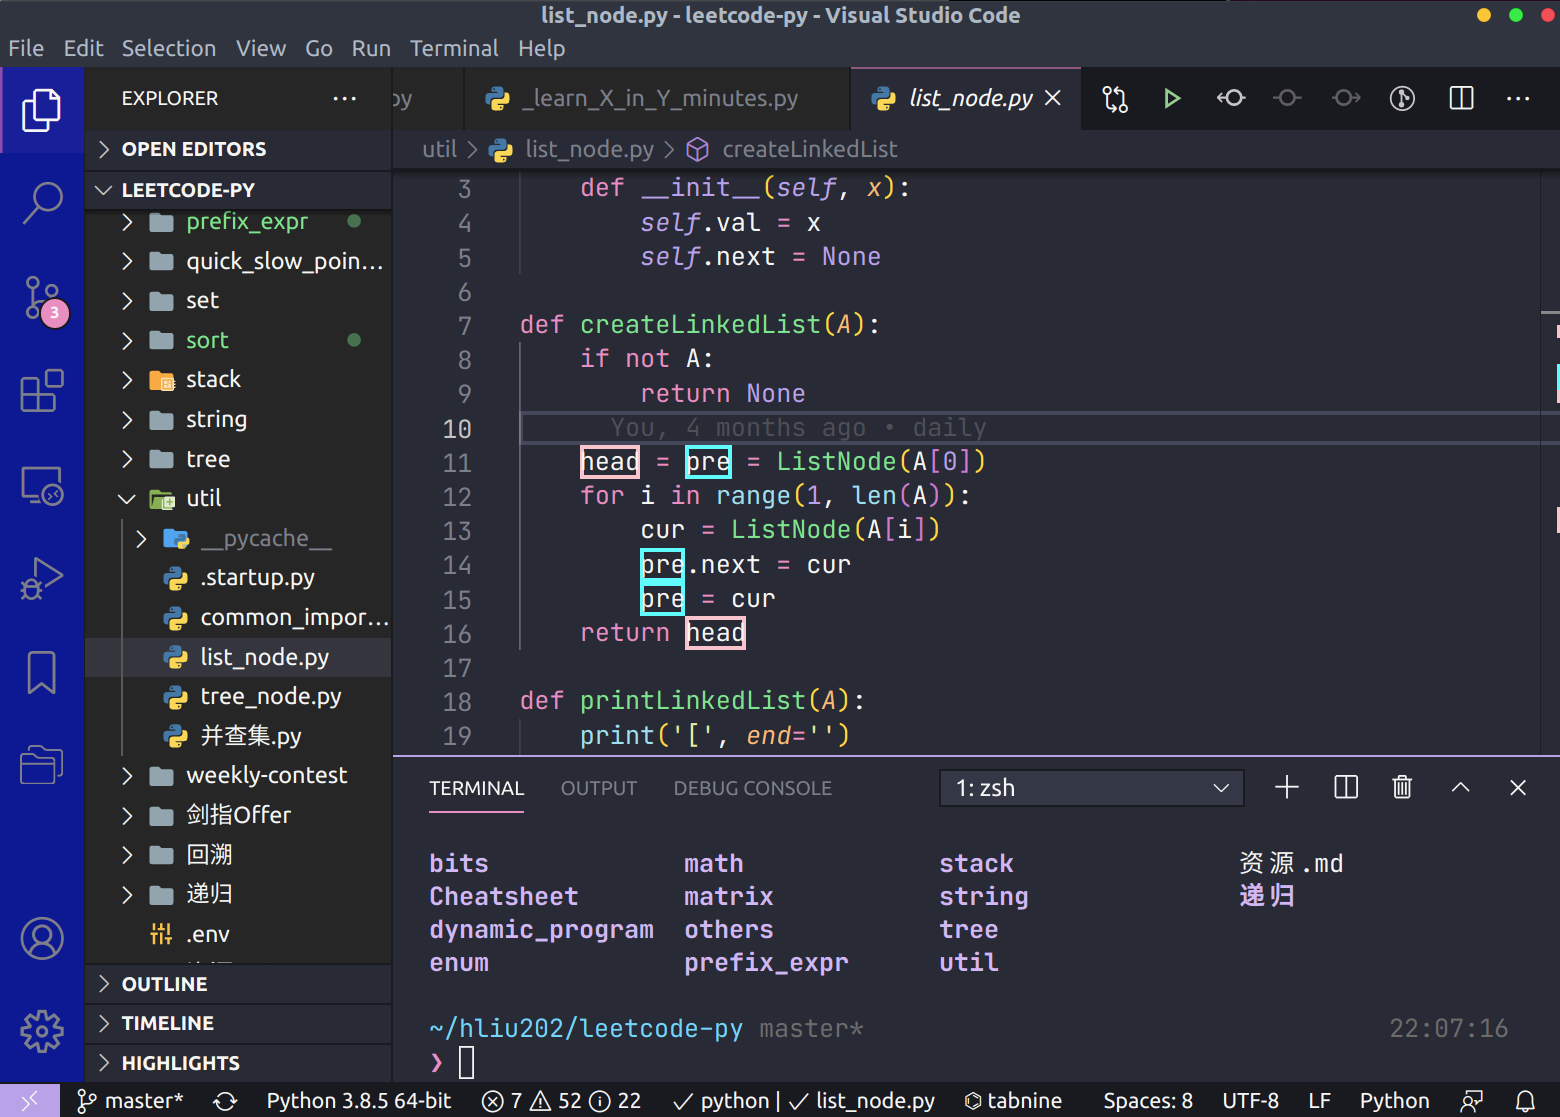 list_node.py - leetcode-py - Visual Studio Code
File Edit Selection View Go Run Terminal Help
EXPLORER
OPEN EDITORS
LEETCODE-PY
prefix_expr
quick_slow_poin...
set
sort
stack
string
tree
util
__pycache__
.startup.py
common_impor...
list_node.py
tree_node.py
并查集.py
weekly-contest
剑指Offer
回溯
递归
.env
OUTLINE
TIMELINE
HIGHLIGHTS
3
py _learn_X_in_Y_minutes.py list_node.py
util > list_node.py > createLinkedList
3 def __init__(self, x):
4 self.val = x
5 self.next = None
6
7 def createLinkedList(A):
8 if not A:
9 return None
10 You, 4 months ago • daily
11 head = pre = ListNode(A[0])
12 for i in range(1, len(A)):
13 cur = ListNode(A[i])
14 pre.next = cur
15 pre = cur
16 return head
17
18 def printLinkedList(A):
19 print('[', end='')
TERMINAL OUTPUT DEBUG CONSOLE 1: zsh
bits math stack 资源.md
Cheatsheet matrix string 递归
dynamic_program others tree
enum prefix_expr util
~/hliu202/leetcode-py master* 22:07:16
❯
master* Python 3.8.5 64-bit 7 52 22 ✓ python | ✓ list_node.py tabnine Spaces: 8 UTF-8 LF Python